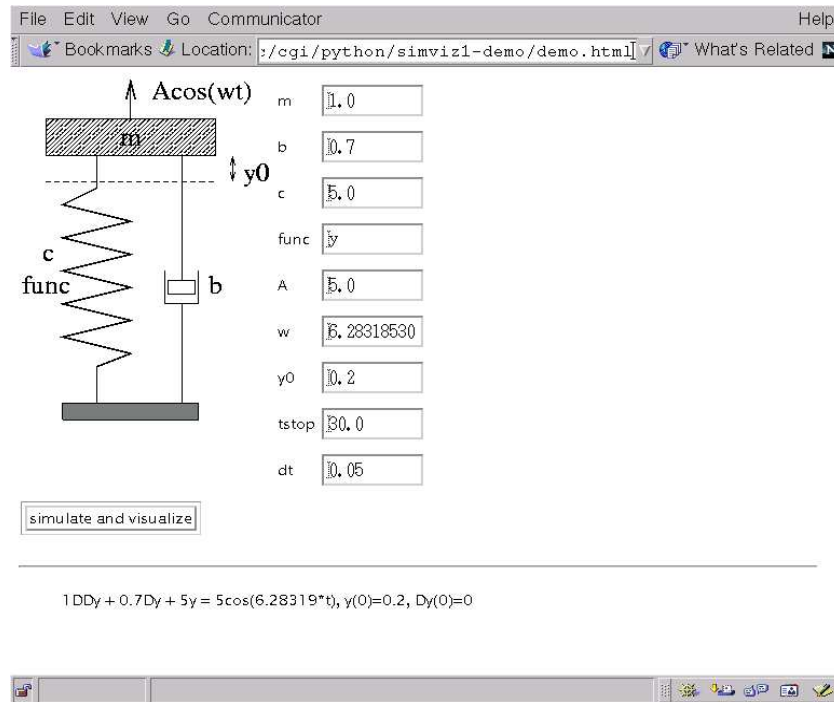 File Edit View Go Communicator Help
Bookmarks Location: :/cgi/python/simviz1-demo/demo.html What's Related N
Acos(wt)
m
y0
c
func
b
m 1.0
b 0.7
c 5.0
func y
A 5.0
w 6.28318530
y0 0.2
tstop 30.0
dt 0.05
simulate and visualize
1DDy + 0.7Dy + 5y = 5cos(6.28319*t), y(0)=0.2, Dy(0)=0